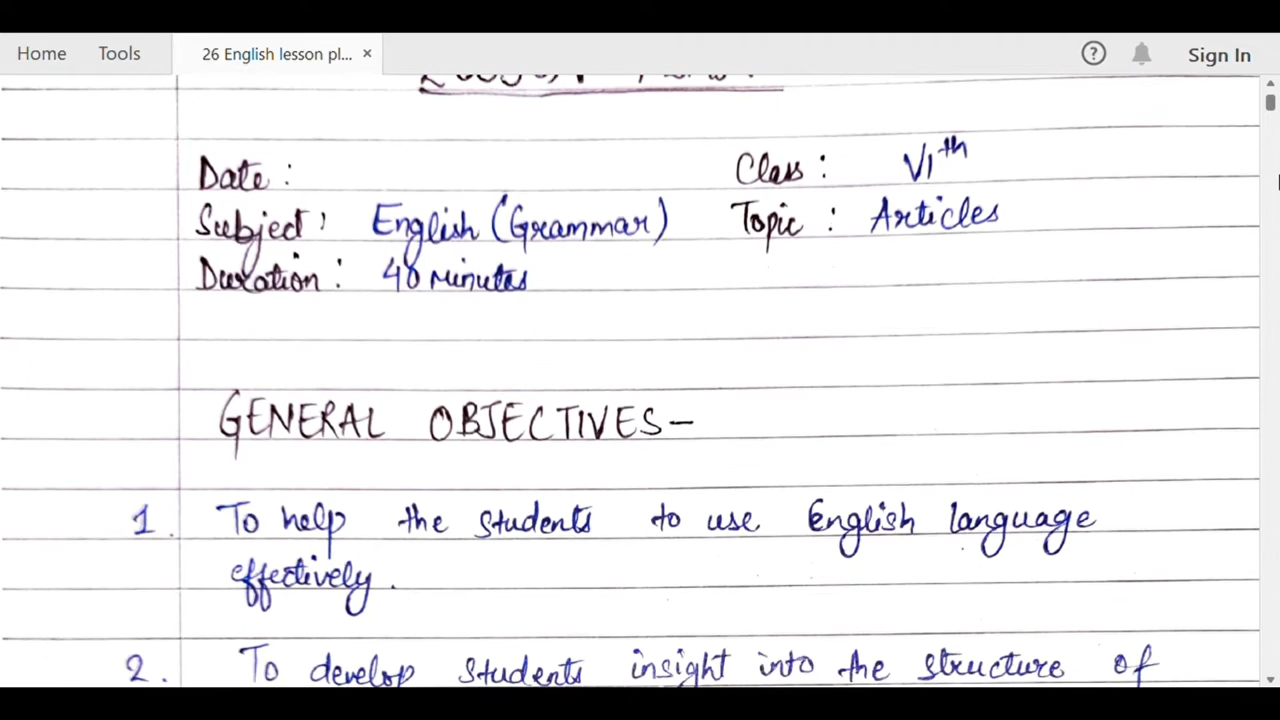 Home Tools 26 English lesson pl... × Sign In
Date : Class : VIth
Subject : English (Grammar) Topic : Articles
Duration : 40 minutes
GENERAL OBJECTIVES-
1. To help the students to use English language
effectively.
2. To develop students insight into the structure of